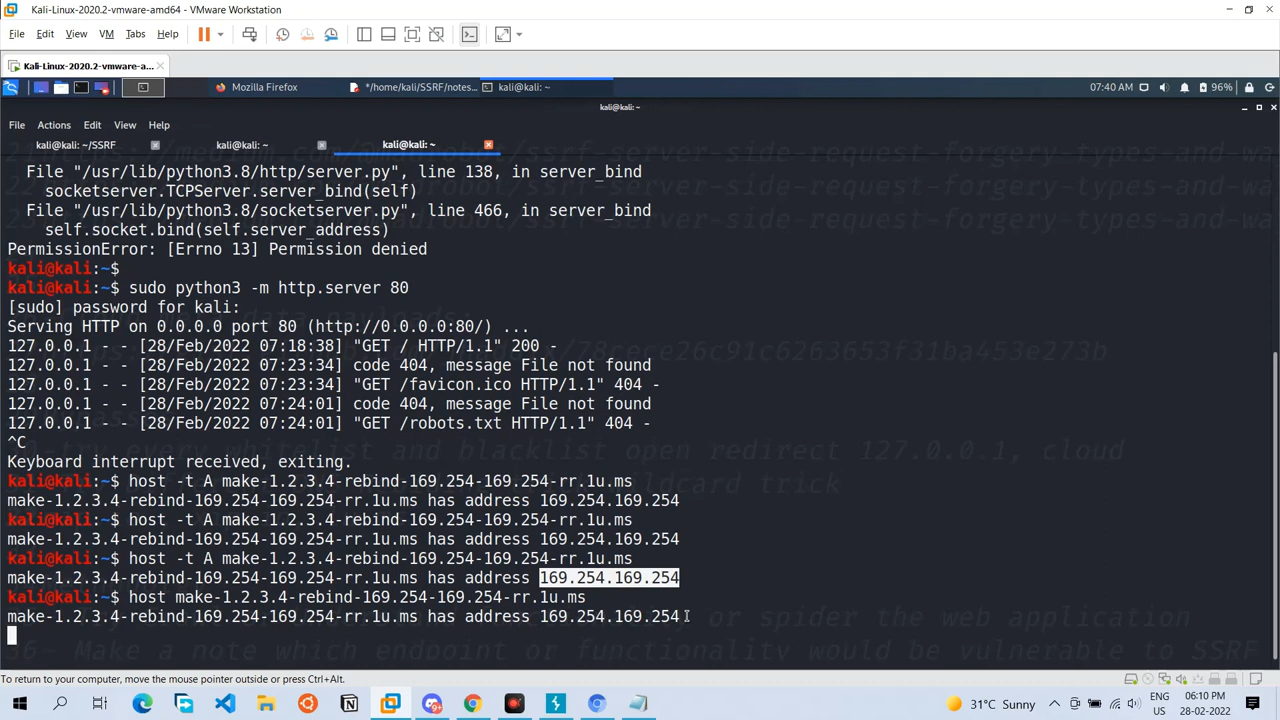 Kali-Linux-2020.2-vmware-amd64 - VMware Workstation
File Edit View VM Tabs Help
Kali-Linux-2020.2-vmware-a...
Mozilla Firefox
*/home/kali/SSRF/notes...
kali@kali: ~
07:40 AM
96%
kali@kali: ~
File Actions Edit View Help
kali@kali: ~/SSRF
kali@kali: ~
kali@kali: ~
File "/usr/lib/python3.8/http/server.py", line 138, in server_bind
socketserver.TCPServer.server_bind(self)
File "/usr/lib/python3.8/socketserver.py", line 466, in server_bind
self.socket.bind(self.server_address)
PermissionError: [Errno 13] Permission denied
kali@kali:~$
kali@kali:~$ sudo python3 -m http.server 80
[sudo] password for kali:
Serving HTTP on 0.0.0.0 port 80 (http://0.0.0.0:80/) ...
127.0.0.1 - - [28/Feb/2022 07:18:38] "GET / HTTP/1.1" 200 -
127.0.0.1 - - [28/Feb/2022 07:23:34] code 404, message File not found
127.0.0.1 - - [28/Feb/2022 07:23:34] "GET /favicon.ico HTTP/1.1" 404 -
127.0.0.1 - - [28/Feb/2022 07:24:01] code 404, message File not found
127.0.0.1 - - [28/Feb/2022 07:24:01] "GET /robots.txt HTTP/1.1" 404 -
^C
Keyboard interrupt received, exiting.
kali@kali:~$ host -t A make-1.2.3.4-rebind-169.254-169.254-rr.1u.ms
make-1.2.3.4-rebind-169.254-169.254-rr.1u.ms has address 169.254.169.254
kali@kali:~$ host -t A make-1.2.3.4-rebind-169.254-169.254-rr.1u.ms
make-1.2.3.4-rebind-169.254-169.254-rr.1u.ms has address 169.254.169.254
kali@kali:~$ host -t A make-1.2.3.4-rebind-169.254-169.254-rr.1u.ms
make-1.2.3.4-rebind-169.254-169.254-rr.1u.ms has address 169.254.169.254
kali@kali:~$ host make-1.2.3.4-rebind-169.254-169.254-rr.1u.ms
make-1.2.3.4-rebind-169.254-169.254-rr.1u.ms has address 169.254.169.254
or spider the web application
Make a note which endpoint or functionality would be vulnerable to SSRF
To return to your computer, move the mouse pointer outside or press Ctrl+Alt.
31°C Sunny
ENG
US
06:10 PM
28-02-2022